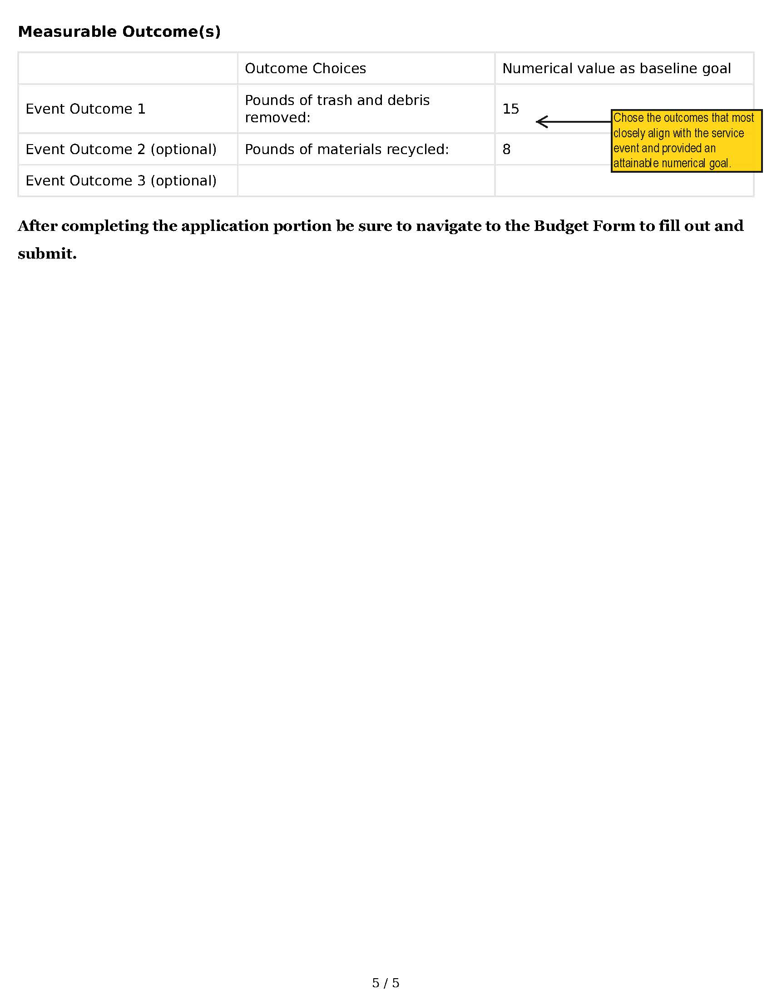 Measurable Outcome(s)
Outcome Choices
Numerical value as baseline goal
Event Outcome 1
Pounds of trash and debris
removed:
15
Chose the outcomes that most
closely align with the service
event and provided an
attainable numerical goal.
Event Outcome 2 (optional)
Pounds of materials recycled:
8
Event Outcome 3 (optional)
After completing the application portion be sure to navigate to the Budget Form to fill out and
submit.
5 / 5